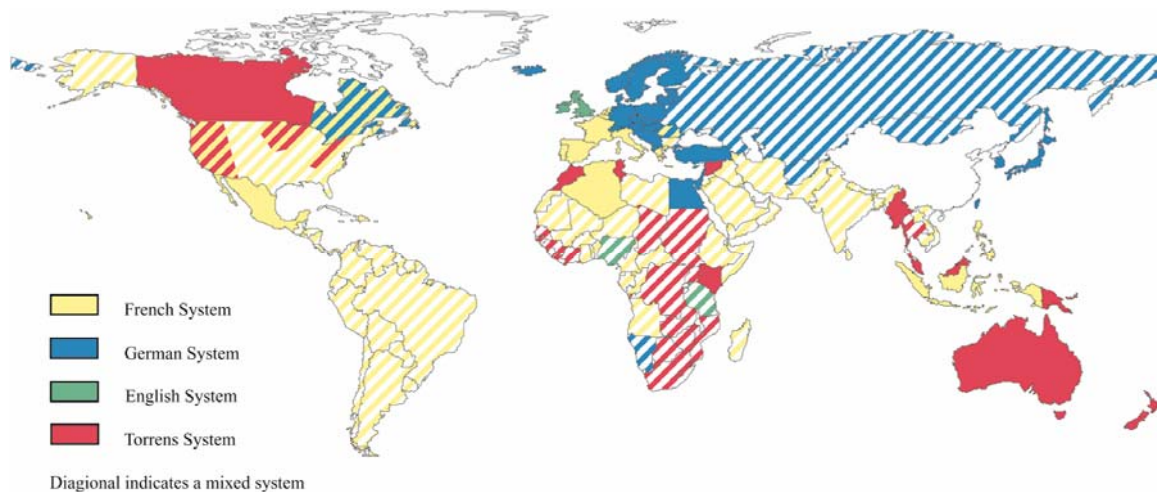 French System
German System
English System
Torrens System
Diagional indicates a mixed system